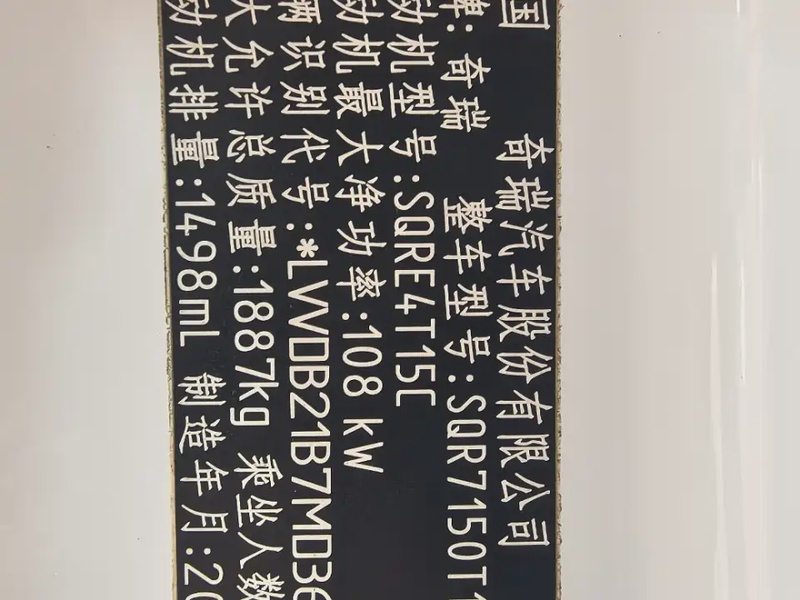 国 奇瑞汽车股份有限公司
牌:奇瑞 整车型号:SQR7150T1
动机型号:SQRE4T15C
动机最大净功率:108 kW
辆识别代号:*LVVDB21B7MD36
大允许总质量:1887kg 乘坐人数
动机排量:1498mL 制造年月:20